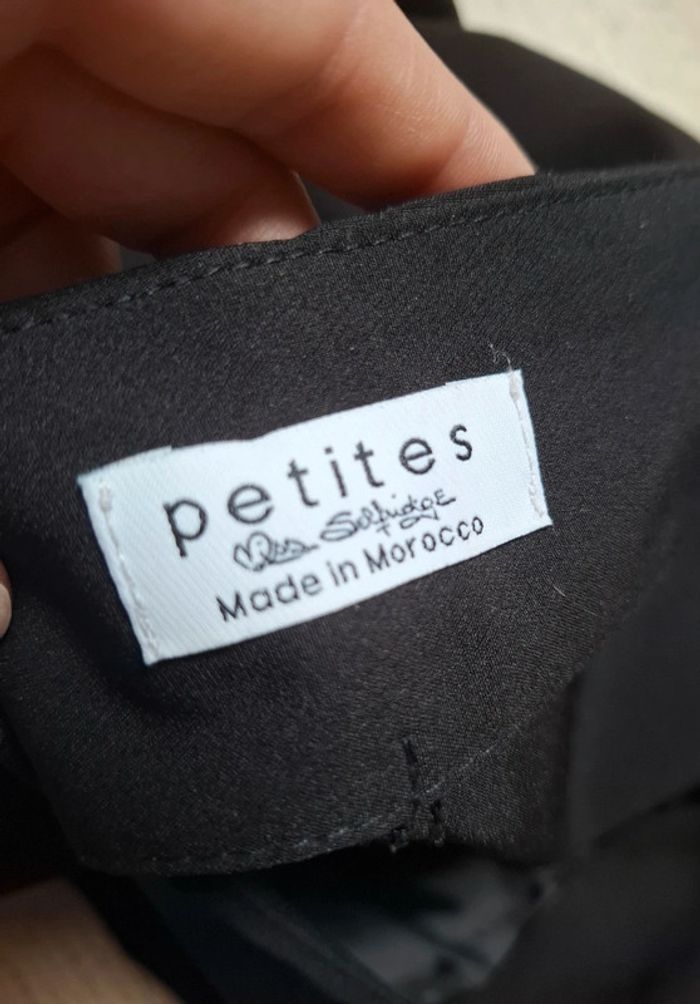 petites
Miss Selfridge
Made in Morocco